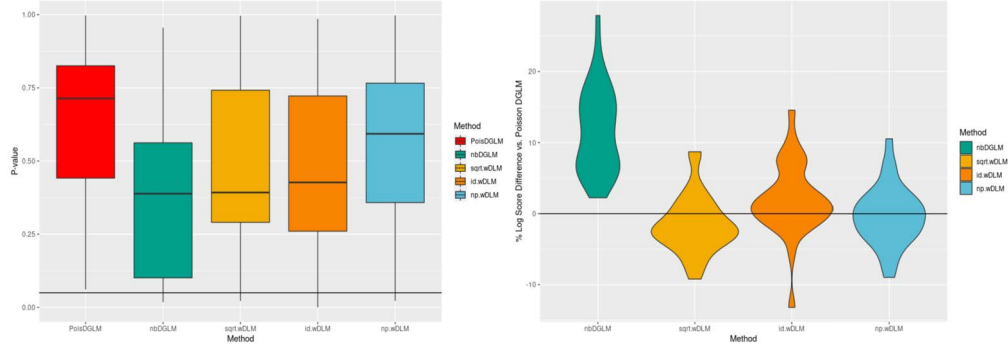 1.00
0.75
0.50
0.25
0.00
P-value
PoisDGLM
nbDGLM
sqrt.wDLM
id.wDLM
np.wDLM
Method
Method
PoisDGLM
nbDGLM
sqrt.wDLM
id.wDLM
np.wDLM
% Log Score Difference vs. Poisson DGLM
20
10
0
-10
nbDGLM
sqrt.wDLM
id.wDLM
np.wDLM
Method
Method
nbDGLM
sqrt.wDLM
id.wDLM
np.wDLM